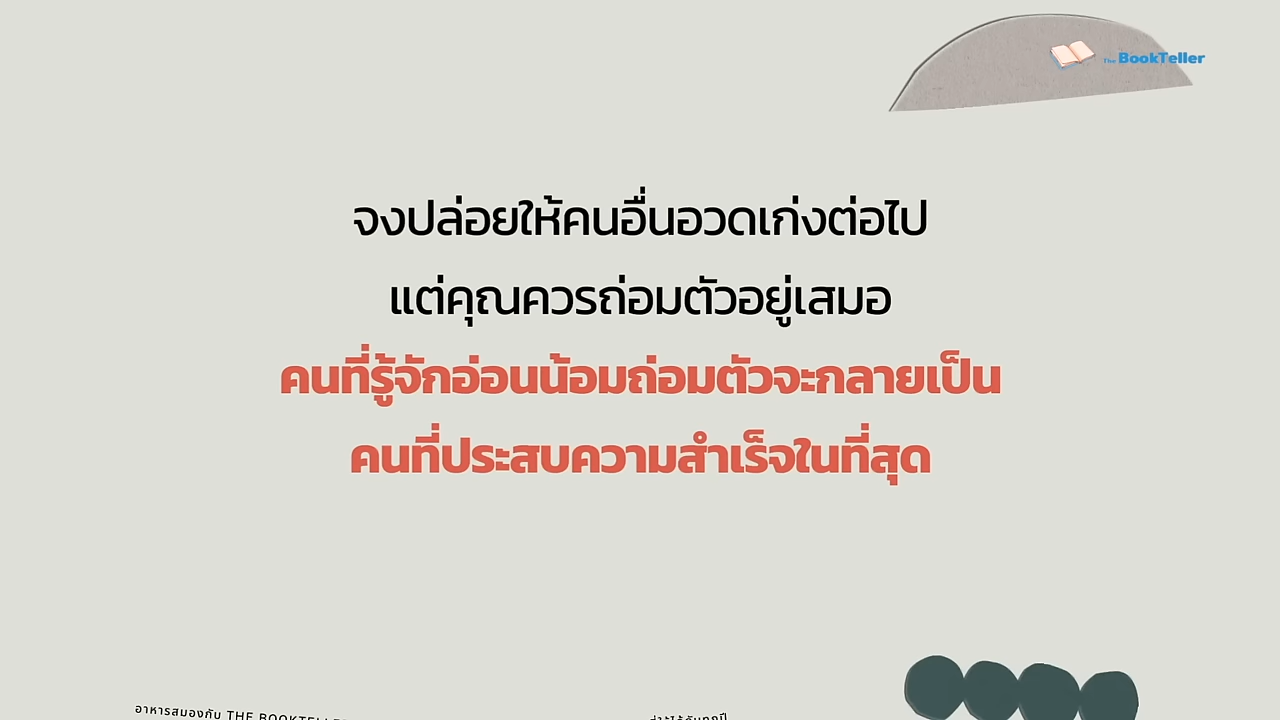 The BookTeller
จงปล่อยให้คนอื่นอวดเก่งต่อไป
แต่คุณควรถ่อมตัวอยู่เสมอ
คนที่รู้จักอ่อนน้อมถ่อมตัวจะกลายเป็น
คนที่ประสบความสำเร็จในที่สุด
อาหารสมองกับ THE BOOKTELLER